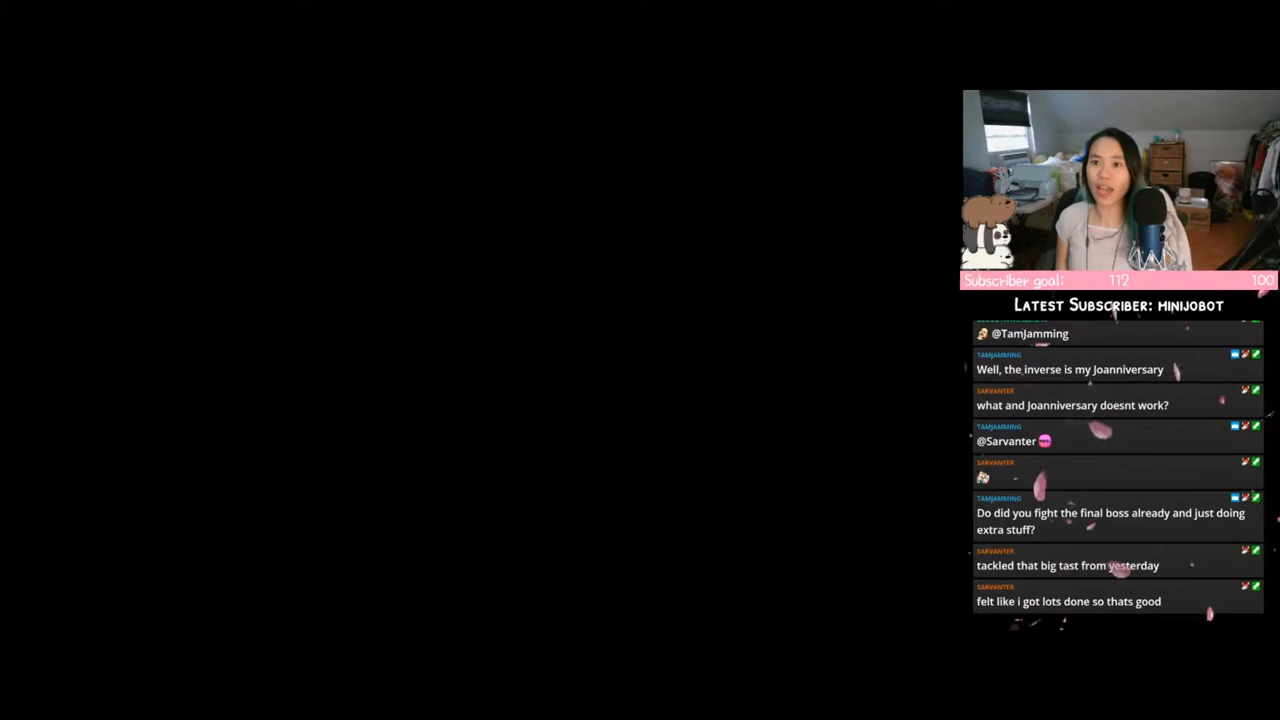 Subscriber goal: 112 100
Latest Subscriber: minijobot
@TamJamming
TAMJAMMING
Well, the inverse is my Joanniversary
SARVANTER
what and Joanniversary doesnt work?
TAMJAMMING
@Sarvanter
SARVANTER
TAMJAMMING
Do did you fight the final boss already and just doing
extra stuff?
SARVANTER
tackled that big tast from yesterday
SARVANTER
felt like i got lots done so thats good